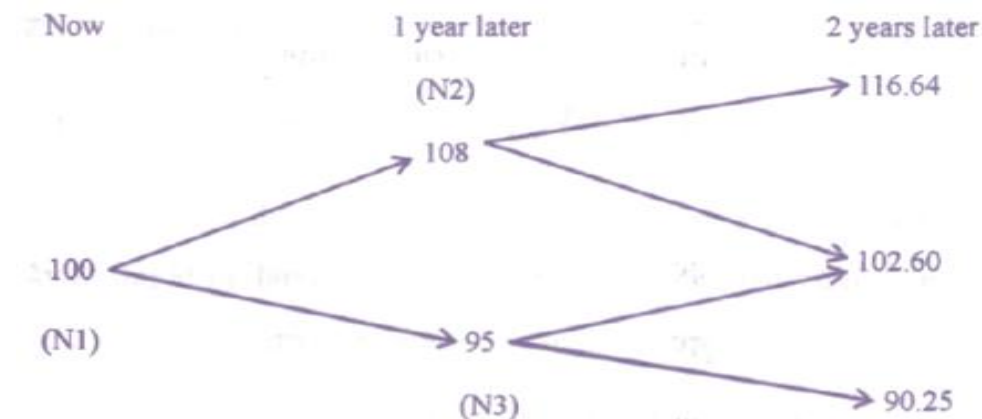 Now 1 year later 2 years later
(N2) 116.64
108
100 102.60
(N1) 95
(N3) 90.25